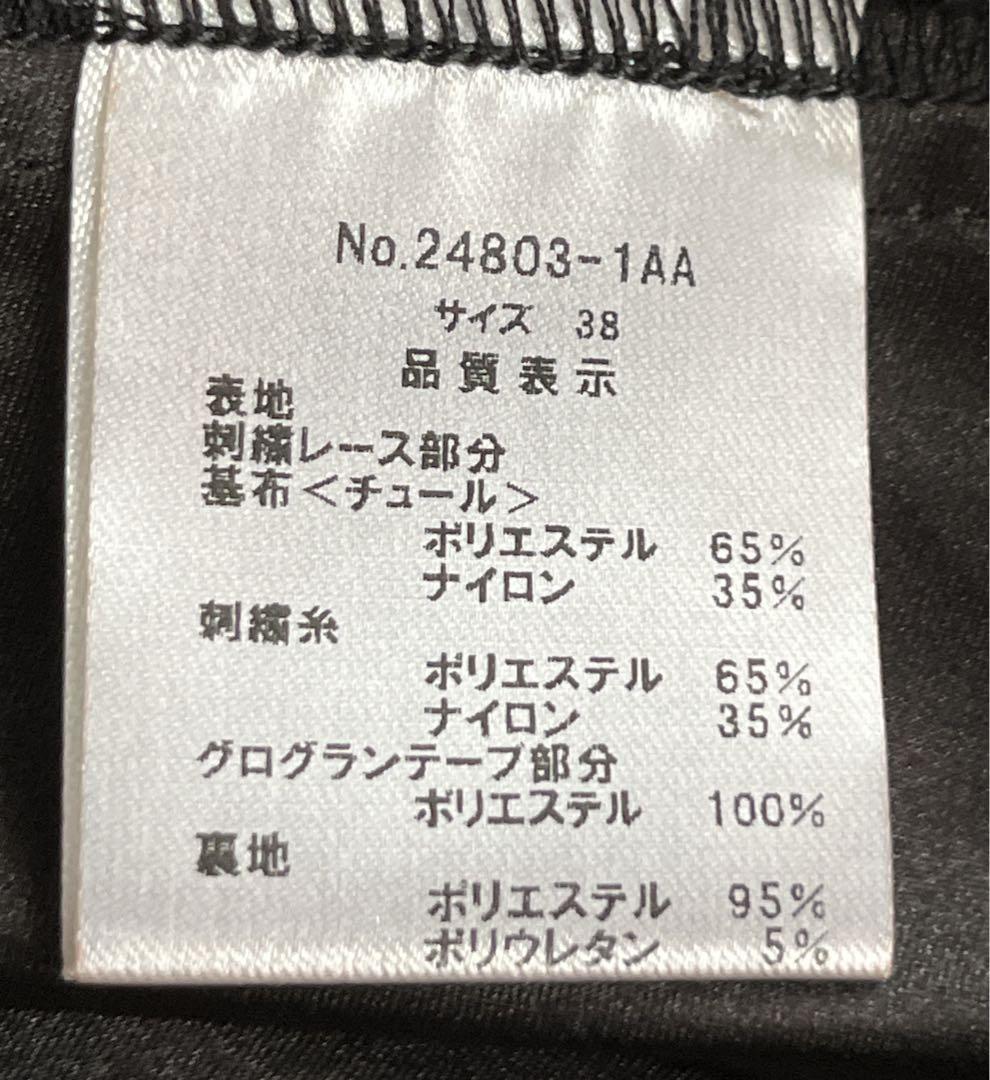 No.24803-1AA
サイズ 38
品質表示
表地
刺繍レース部分
基布<チュール>
ポリエステル 65%
ナイロン 35%
刺繍糸
ポリエステル 65%
ナイロン 35%
グログランテープ部分
ポリエステル 100%
裏地
ポリエステル 95%
ポリウレタン 5%